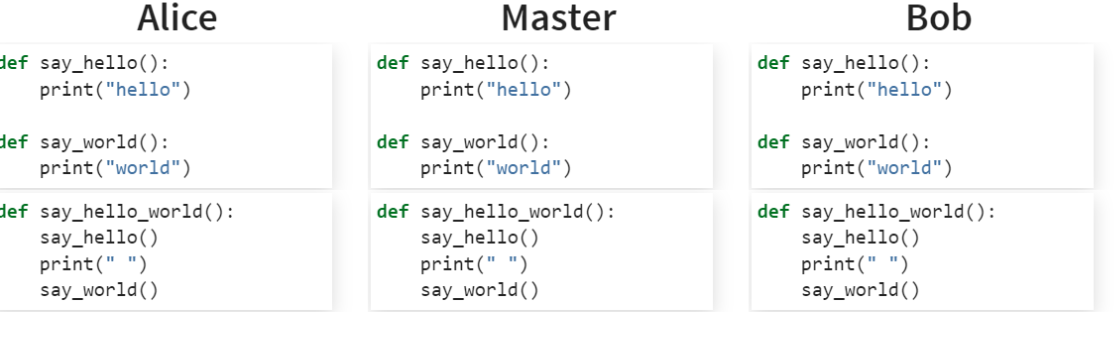 Alice
def say_hello():
    print("hello")
def say_world():
    print("world")
def say_hello_world():
    say_hello()
    print(" ")
    say_world()
Master
def say_hello():
    print("hello")
def say_world():
    print("world")
def say_hello_world():
    say_hello()
    print(" ")
    say_world()
Bob
def say_hello():
    print("hello")
def say_world():
    print("world")
def say_hello_world():
    say_hello()
    print(" ")
    say_world()